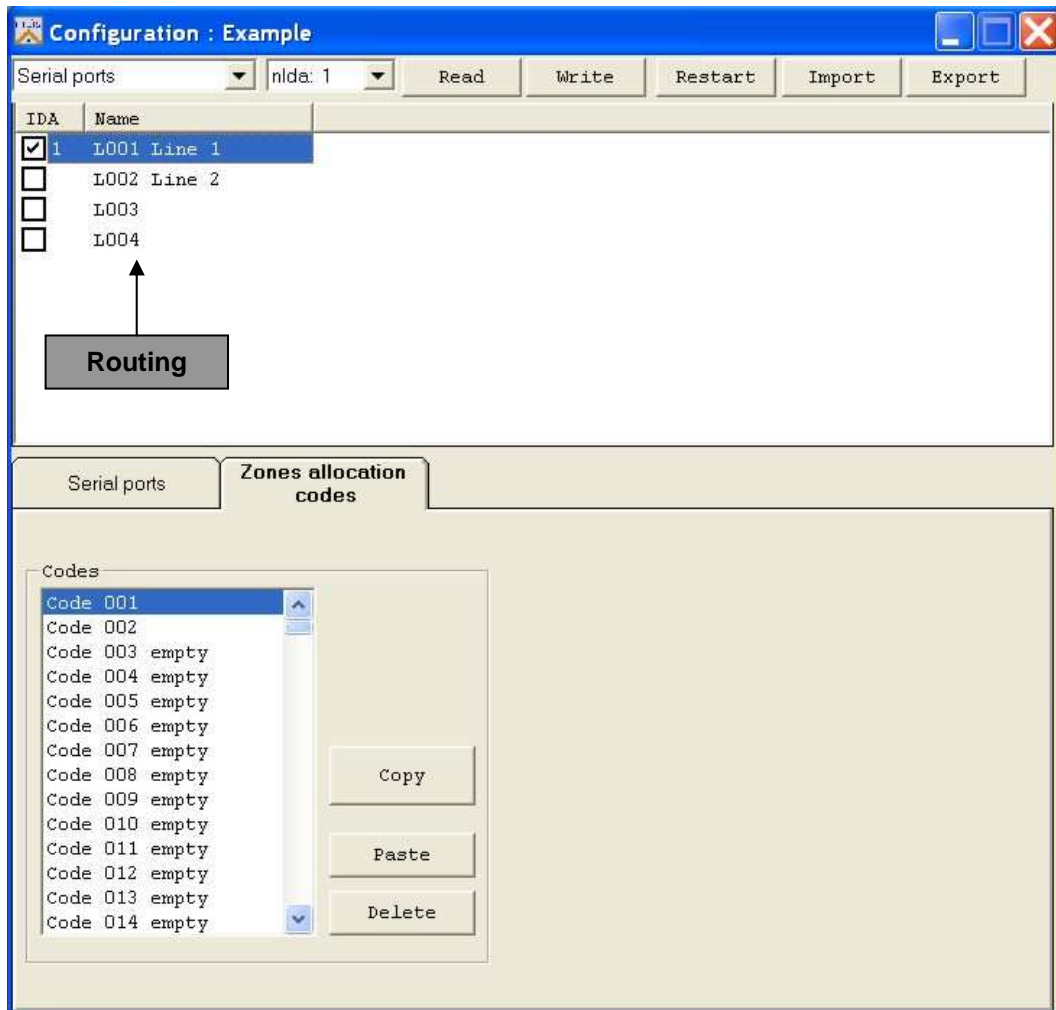 Configuration : Example
Serial ports nIda: 1 Read Write Restart Import Export
IDA Name
1 L001 Line 1
L002 Line 2
L003
L004
Routing
Serial ports
Zones allocation
codes
Codes
Code 001
Code 002
Code 003 empty
Code 004 empty
Code 005 empty
Code 006 empty
Code 007 empty
Code 008 empty
Code 009 empty
Code 010 empty
Code 011 empty
Code 012 empty
Code 013 empty
Code 014 empty
Copy
Paste
Delete